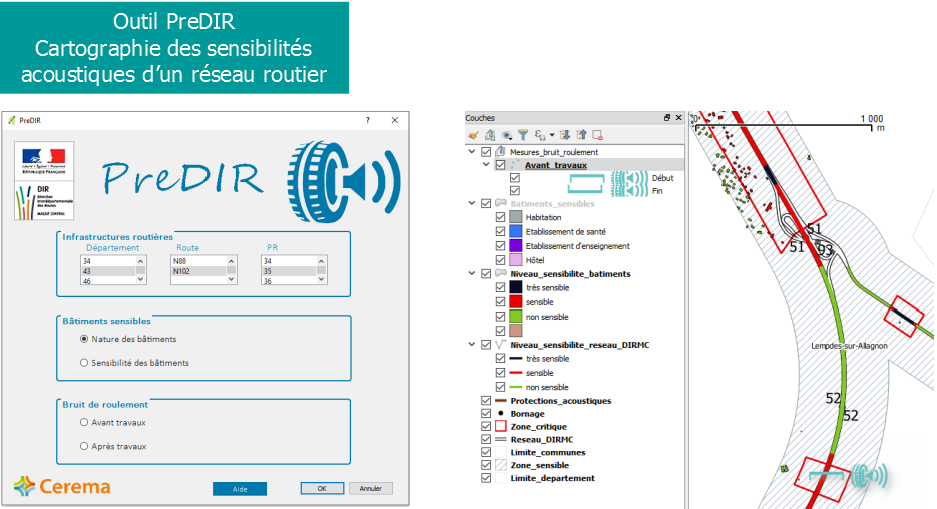 Outil PreDIR
Cartographie des sensibilités
acoustiques d'un réseau routier
PreDIR
?
RÉPUBLIQUE FRANÇAISE
DIR
Direction
interdépartementale
des Routes
MASSIF CENTRAL
PreDIR
Infrastructures routières
Département
Route
PR
34
43
46
N88
N102
34
35
36
Bâtiments sensibles
Nature des bâtiments
Sensibilité des bâtiments
Bruit de roulement
Avant travaux
Après travaux
Cerema
Aide
OK
Annuler
Couches
Mesures_bruit_roulement
Avant_travaux
Début
Fin
Batiments_sensibles
Habitation
Etablissement de santé
Etablissement d'enseignement
Hôtel
Niveau_sensibilite_batiments
très sensible
sensible
non sensible
Niveau_sensibilite_reseau_DIRMC
très sensible
sensible
non sensible
Protections_acoustiques
Bornage
Zone_critique
Reseau_DIRMC
Limite_communes
Zone_sensible
Limite_departement
0
1 000
m
51
51
93
Lempdes-sur-Allagnon
52
52